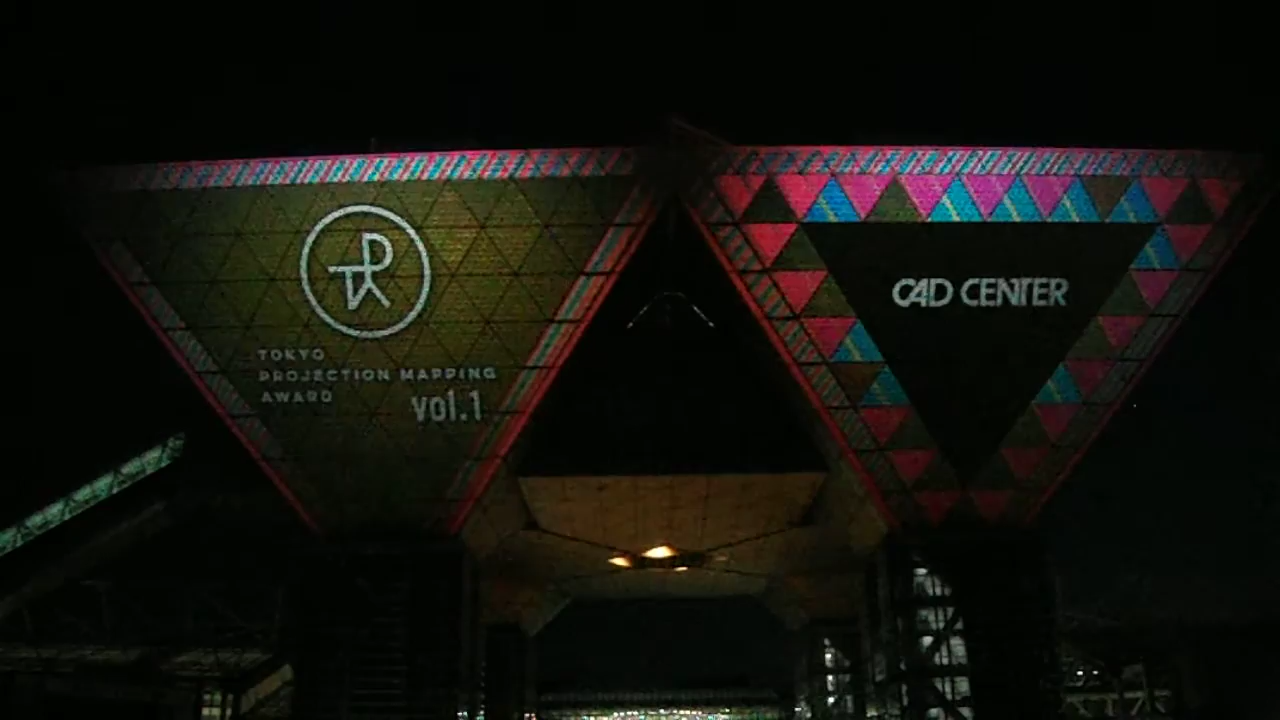 TOKYO
PROJECTION MAPPING
AWARD
vol.1
CAD CENTER